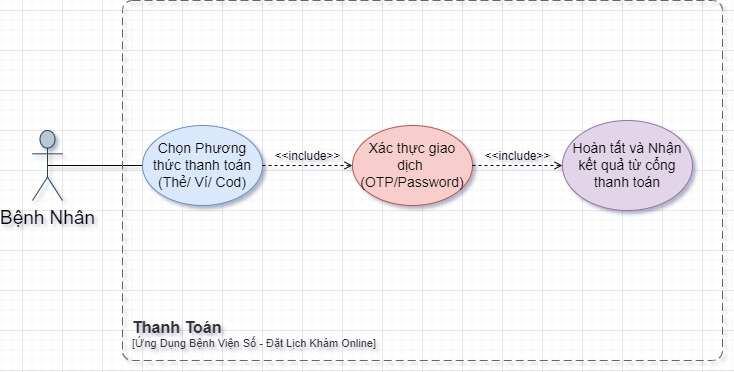 Chọn Phương
thức thanh toán
(Thẻ/ Ví/ Cod)
<<include>>
Xác thực giao
dịch
(OTP/Password)
<<include>>
Hoàn tất và Nhận
kết quả từ cổng
thanh toán
Bệnh Nhân
Thanh Toán
[Ứng Dung Bệnh Viện Số - Đặt Lịch Khám Online]